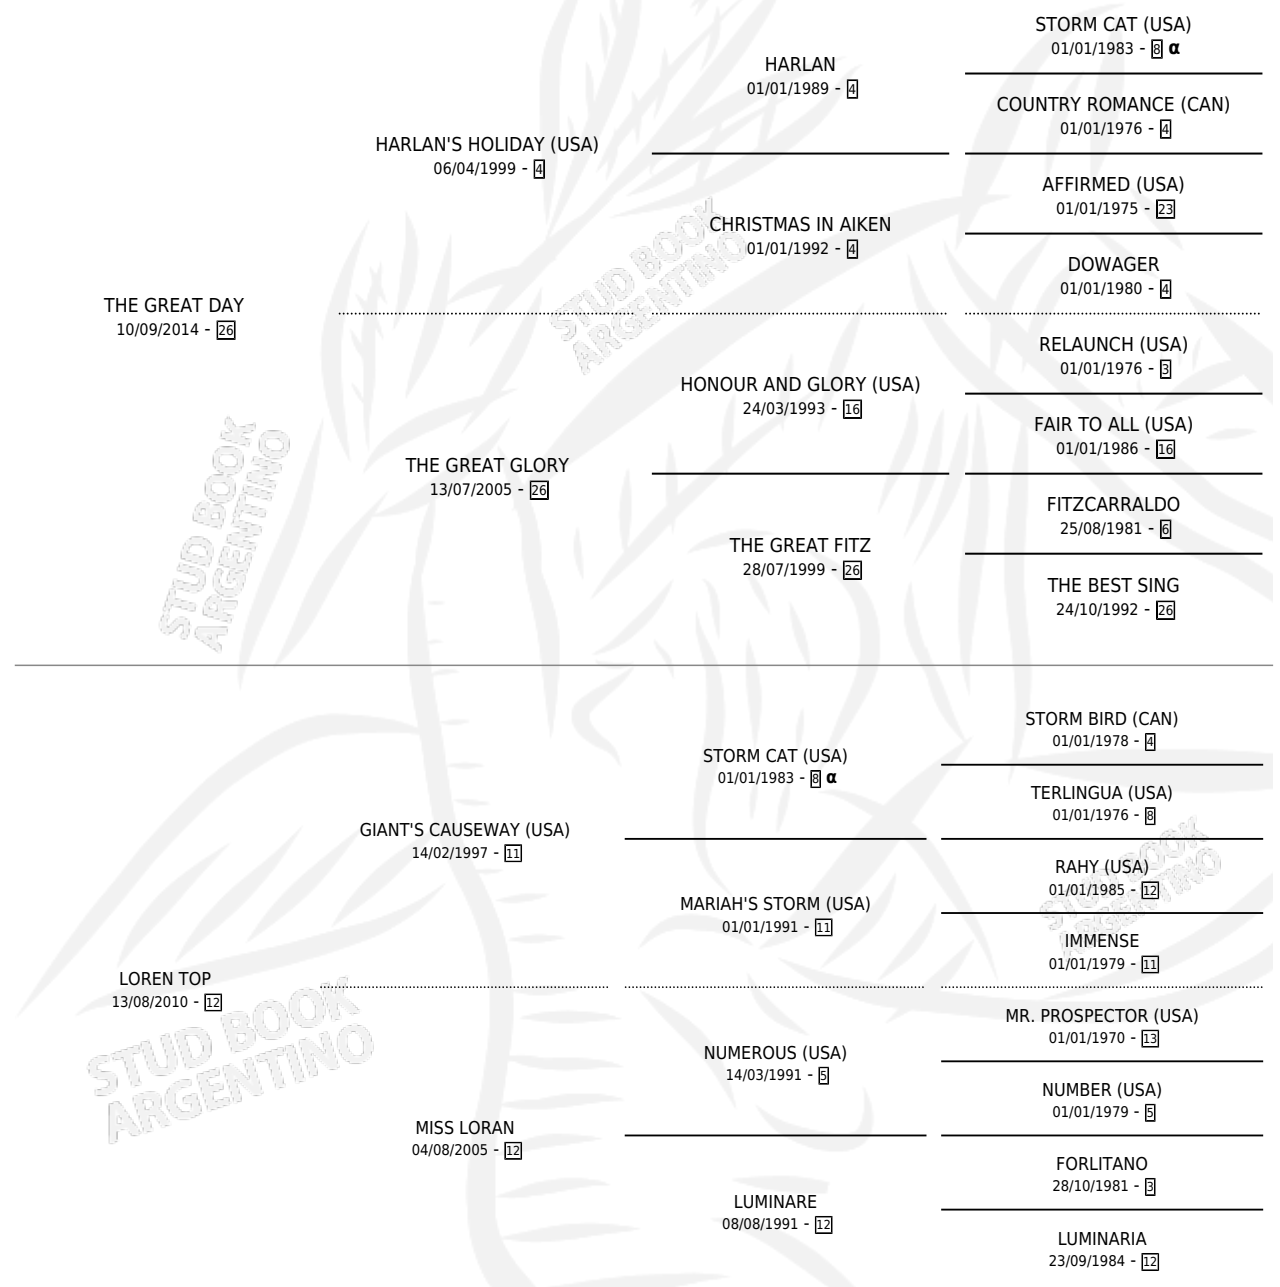 STORM CAT (USA)
01/01/1983 - 8 α
HARLAN
01/01/1989 - 4
COUNTRY ROMANCE (CAN)
01/01/1976 - 4
HARLAN'S HOLIDAY (USA)
06/04/1999 - 4
AFFIRMED (USA)
01/01/1975 - 23
CHRISTMAS IN AIKEN
01/01/1992 - 4
DOWAGER
01/01/1980 - 4
STUD BOOK
ARGENTINO
THE GREAT DAY
10/09/2014 - 26
RELAUNCH (USA)
01/01/1976 - 3
HONOUR AND GLORY (USA)
24/03/1993 - 16
FAIR TO ALL (USA)
01/01/1986 - 16
THE GREAT GLORY
13/07/2005 - 26
FITZCARRALDO
25/08/1981 - 6
THE GREAT FITZ
28/07/1999 - 26
THE BEST SING
24/10/1992 - 26
STUD BOOK
ARGENTINO
STORM BIRD (CAN)
01/01/1978 - 4
STORM CAT (USA)
01/01/1983 - 8 α
TERLINGUA (USA)
01/01/1976 - 8
GIANT'S CAUSEWAY (USA)
14/02/1997 - 11
RAHY (USA)
01/01/1985 - 12
MARIAH'S STORM (USA)
01/01/1991 - 11
IMMENSE
01/01/1979 - 11
STUD BOOK
ARGENTINO
LOREN TOP
13/08/2010 - 12
MR. PROSPECTOR (USA)
01/01/1970 - 13
NUMEROUS (USA)
14/03/1991 - 5
NUMBER (USA)
01/01/1979 - 5
STUD BOOK
ARGENTINO
MISS LORAN
04/08/2005 - 12
FORLITANO
28/10/1981 - 3
LUMINARE
08/08/1991 - 12
LUMINARIA
23/09/1984 - 12